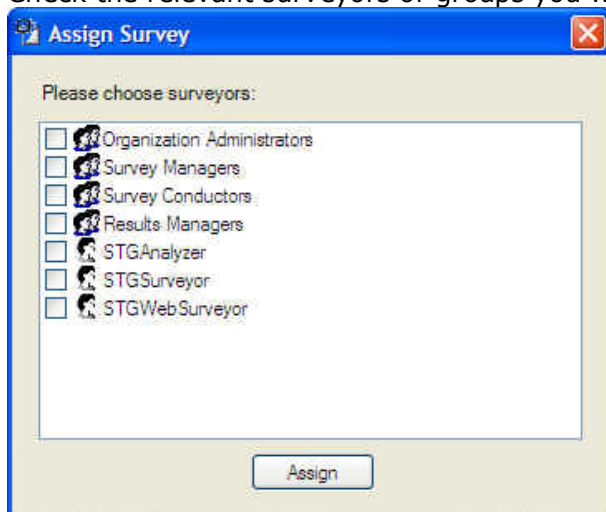 Check the relevant surveyors or groups you w
Assign Survey
Please choose surveyors:
Organization Administrators
Survey Managers
Survey Conductors
Results Managers
STGAnalyzer
STGSurveyor
STGWebSurveyor
Assign